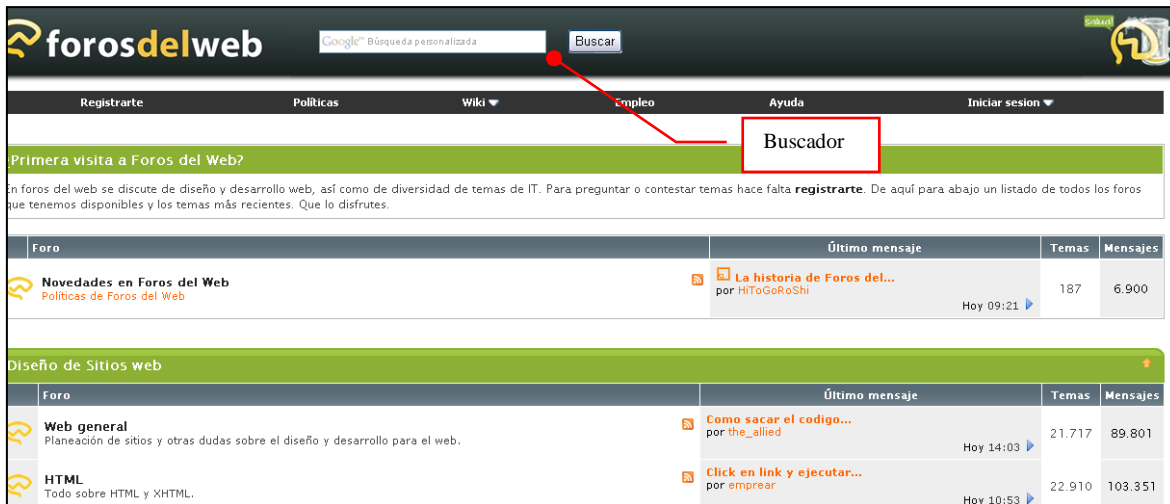 Salud!
forosdelweb
Google™ Búsqueda personalizada
Buscar
Registrarte Políticas Wiki Empleo Ayuda Iniciar sesion
Buscador
¿Primera visita a Foros del Web?
En foros del web se discute de diseño y desarrollo web, así como de diversidad de temas de IT. Para preguntar o contestar temas hace falta registrarte. De aquí para abajo un listado de todos los foros
que tenemos disponibles y los temas más recientes. Que lo disfrutes.
Foro Último mensaje Temas Mensajes
Novedades en Foros del Web
Políticas de Foros del Web
La historia de Foros del...
por HiToGoRoShi
Hoy 09:21
187 6.900
Diseño de Sitios web
Foro Último mensaje Temas Mensajes
Web general
Planeación de sitios y otras dudas sobre el diseño y desarrollo para el web.
Como sacar el codigo...
por the_allied
Hoy 14:03
21.717 89.801
HTML
Todo sobre HTML y XHTML.
Click en link y ejecutar...
por emprear
Hoy 10:53
22.910 103.351